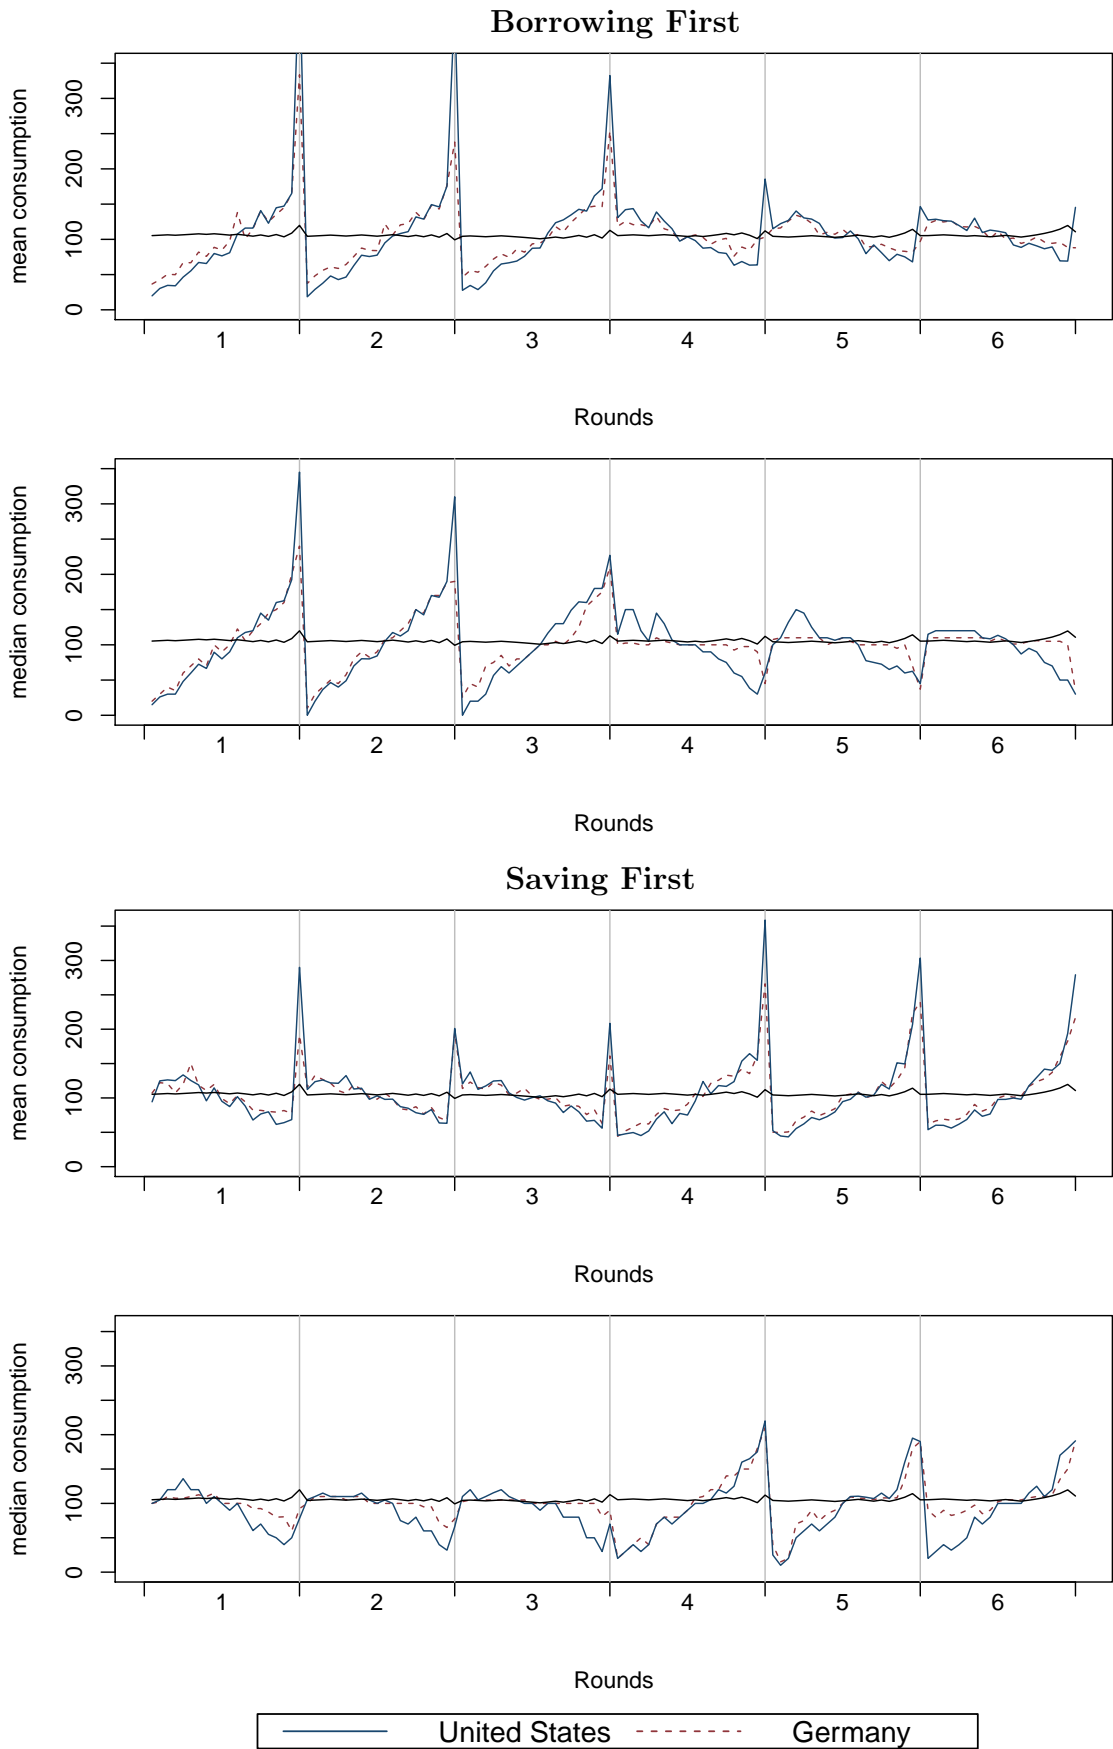 Borrowing First
mean consumption
300
200
100
0
1 2 3 4 5 6
Rounds
median consumption
300
200
100
0
1 2 3 4 5 6
Rounds
Saving First
mean consumption
300
200
100
0
1 2 3 4 5 6
Rounds
median consumption
300
200
100
0
1 2 3 4 5 6
Rounds
United States Germany